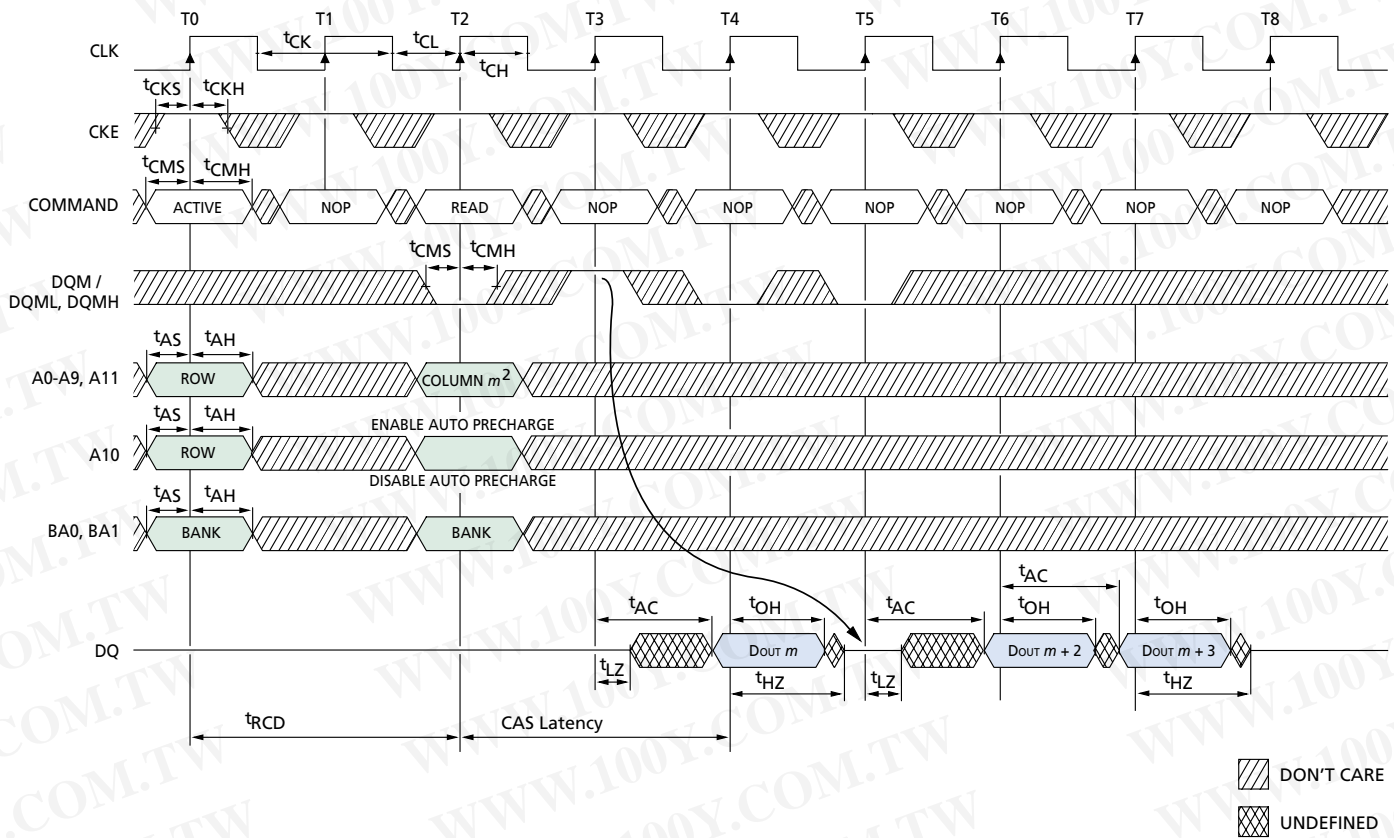 T0 T1 T2 T3 T4 T5 T6 T7 T8
CLK
tCK tCL
tCH
tCKS tCKH
CKE
tCMS tCMH
COMMAND ACTIVE NOP READ NOP NOP NOP NOP NOP NOP
tCMS tCMH
DQM /
DQML, DQMH
tAS tAH
A0-A9, A11 ROW COLUMN m2
tAS tAH ENABLE AUTO PRECHARGE
A10 ROW
DISABLE AUTO PRECHARGE
tAS tAH
BA0, BA1 BANK BANK
tAC
tAC tOH tAC tOH tOH
DQ DOUT m DOUT m + 2 DOUT m + 3
tLZ tHZ tLZ tHZ
tRCD CAS Latency
DON'T CARE
UNDEFINED
WWW.100Y.COM.TW